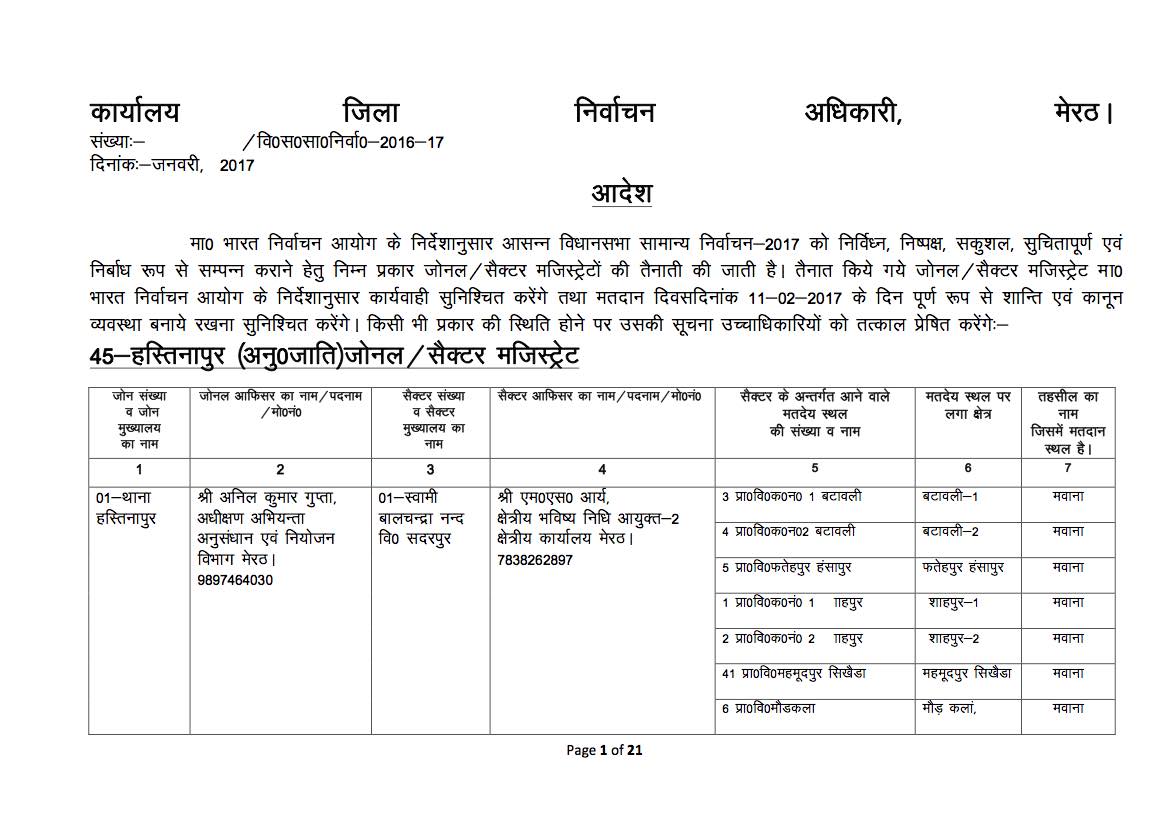 कार्यालय जिला निर्वाचन अधिकारी, मेरठ।
संख्याः– /वि0स0सा0निर्वा0–2016–17
दिनांकः–जनवरी, 2017
आदेश
मा0 भारत निर्वाचन आयोग के निर्देशानुसार आसन्न विधानसभा सामान्य निर्वाचन–2017 को निर्विध्न, निष्पक्ष, सकुशल, सुचितापूर्ण एवं
निर्बाध रूप से सम्पन्न कराने हेतु निम्न प्रकार जोनल/सैक्टर मजिस्ट्रेटों की तैनाती की जाती है। तैनात किये गये जोनल/सैक्टर मजिस्ट्रेट मा0
भारत निर्वाचन आयोग के निर्देशानुसार कार्यवाही सुनिश्चित करेंगे तथा मतदान दिवसदिनांक 11–02–2017 के दिन पूर्ण रूप से शान्ति एवं कानून
व्यवस्था बनाये रखना सुनिश्चित करेंगे। किसी भी प्रकार की स्थिति होने पर उसकी सूचना उच्चाधिकारियों को तत्काल प्रेषित करेंगेः–
45–हस्तिनापुर (अनु0जाति)जोनल/सैक्टर मजिस्ट्रेट
जोन संख्या व जोन मुख्यालय का नाम
जोनल आफिसर का नाम/पदनाम /मो0नं0
सैक्टर संख्या व सैक्टर मुख्यालय का नाम
सैक्टर आफिसर का नाम/पदनाम/मो0नं0
सैक्टर के अन्तर्गत आने वाले मतदेय स्थल की संख्या व नाम
मतदेय स्थल पर लगा क्षेत्र
तहसील का नाम जिसमें मतदान स्थल है।
1 2 3 4 5 6 7
01–थाना
हस्तिनापुर
श्री अनिल कुमार गुप्ता,
अधीक्षण अभियन्ता
अनुसंधान एवं नियोजन
विभाग मेरठ।
9897464030
01–स्वामी
बालचन्द्रा नन्द
वि0 सदरपुर
श्री एम0एस0 आर्य,
क्षेत्रीय भविष्य निधि आयुक्त–2
क्षेत्रीय कार्यालय मेरठ।
7838262897
3 प्रा0वि0क0न0 1 बटावली बटावली–1 मवाना
4 प्रा0वि0क0न02 बटावली बटावली–2 मवाना
5 प्रा0वि0फतेहपुर हंसापुर फतेहपुर हंसापुर मवाना
1 प्रा0वि0क0नं0 1 ााहपुर शाहपुर–1 मवाना
2 प्रा0वि0क0नं0 2 ााहपुर शाहपुर–2 मवाना
41 प्रा0वि0महमूदपुर सिखैडा महमूदपुर सिखैडा मवाना
6 प्रा0वि0मौडकला मौड़ कलां, मवाना
Page 1 of 21